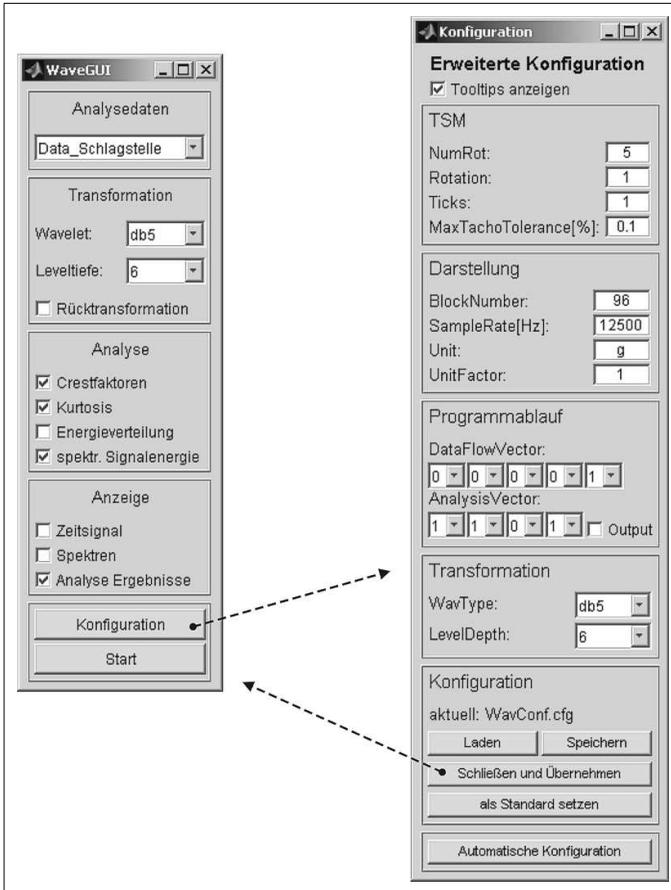 WaveGUI
Analysedaten
Data_Schlagstelle
Transformation
Wavelet: db5
Leveltiefe: 6
Rücktransformation
Analyse
Crestfaktoren
Kurtosis
Energieverteilung
spektr. Signalenergie
Anzeige
Zeitsignal
Spektren
Analyse Ergebnisse
Konfiguration
Start
Konfiguration
Erweiterte Konfiguration
Tooltips anzeigen
TSM
NumRot: 5
Rotation: 1
Ticks: 1
MaxTachoTolerance[%]: 0.1
Darstellung
BlockNumber: 96
SampleRate[Hz]: 12500
Unit: g
UnitFactor: 1
Programmablauf
DataFlowVector:
0 0 0 0 1
AnalysisVector:
1 1 0 1 Output
Transformation
WavType: db5
LevelDepth: 6
Konfiguration
aktuell: WavConf.cfg
Laden Speichern
Schließen und Übernehmen
als Standard setzen
Automatische Konfiguration